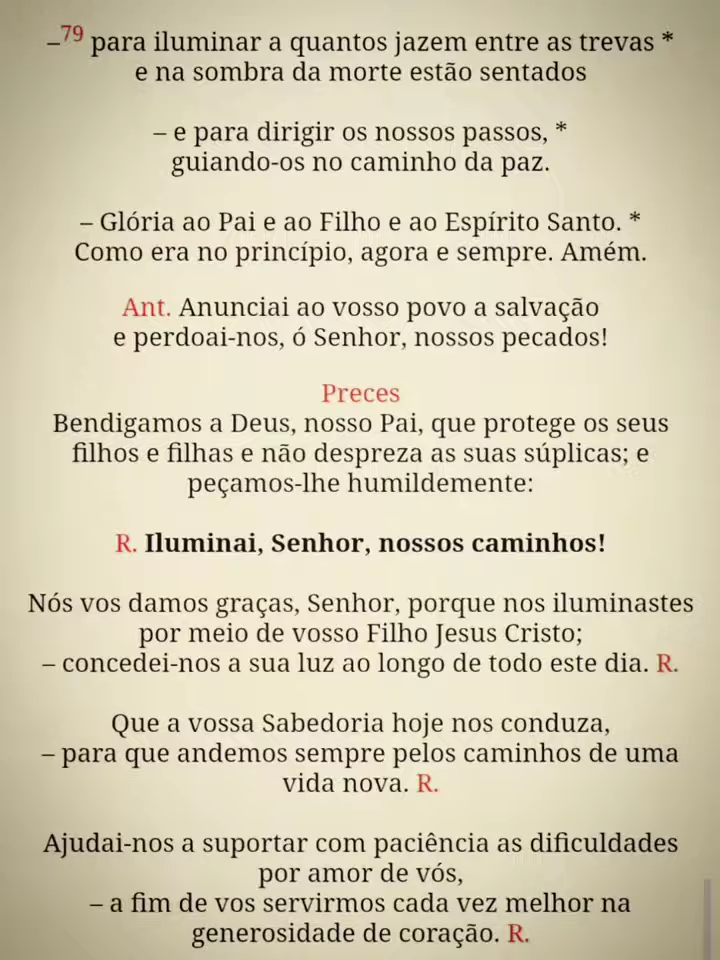 –79 para iluminar a quantos jazem entre as trevas *
e na sombra da morte estão sentados
– e para dirigir os nossos passos, *
guiando-os no caminho da paz.
– Glória ao Pai e ao Filho e ao Espírito Santo. *
Como era no princípio, agora e sempre. Amém.
Ant. Anunciai ao vosso povo a salvação
e perdoai-nos, ó Senhor, nossos pecados!
Preces
Bendigamos a Deus, nosso Pai, que protege os seus
filhos e filhas e não despreza as suas súplicas; e
peçamos-lhe humildemente:
R. Iluminai, Senhor, nossos caminhos!
Nós vos damos graças, Senhor, porque nos iluminastes
por meio de vosso Filho Jesus Cristo;
– concedei-nos a sua luz ao longo de todo este dia. R.
Que a vossa Sabedoria hoje nos conduza,
– para que andemos sempre pelos caminhos de uma
vida nova. R.
Ajudai-nos a suportar com paciência as dificuldades
por amor de vós,
– a fim de vos servirmos cada vez melhor na
generosidade de coração. R.